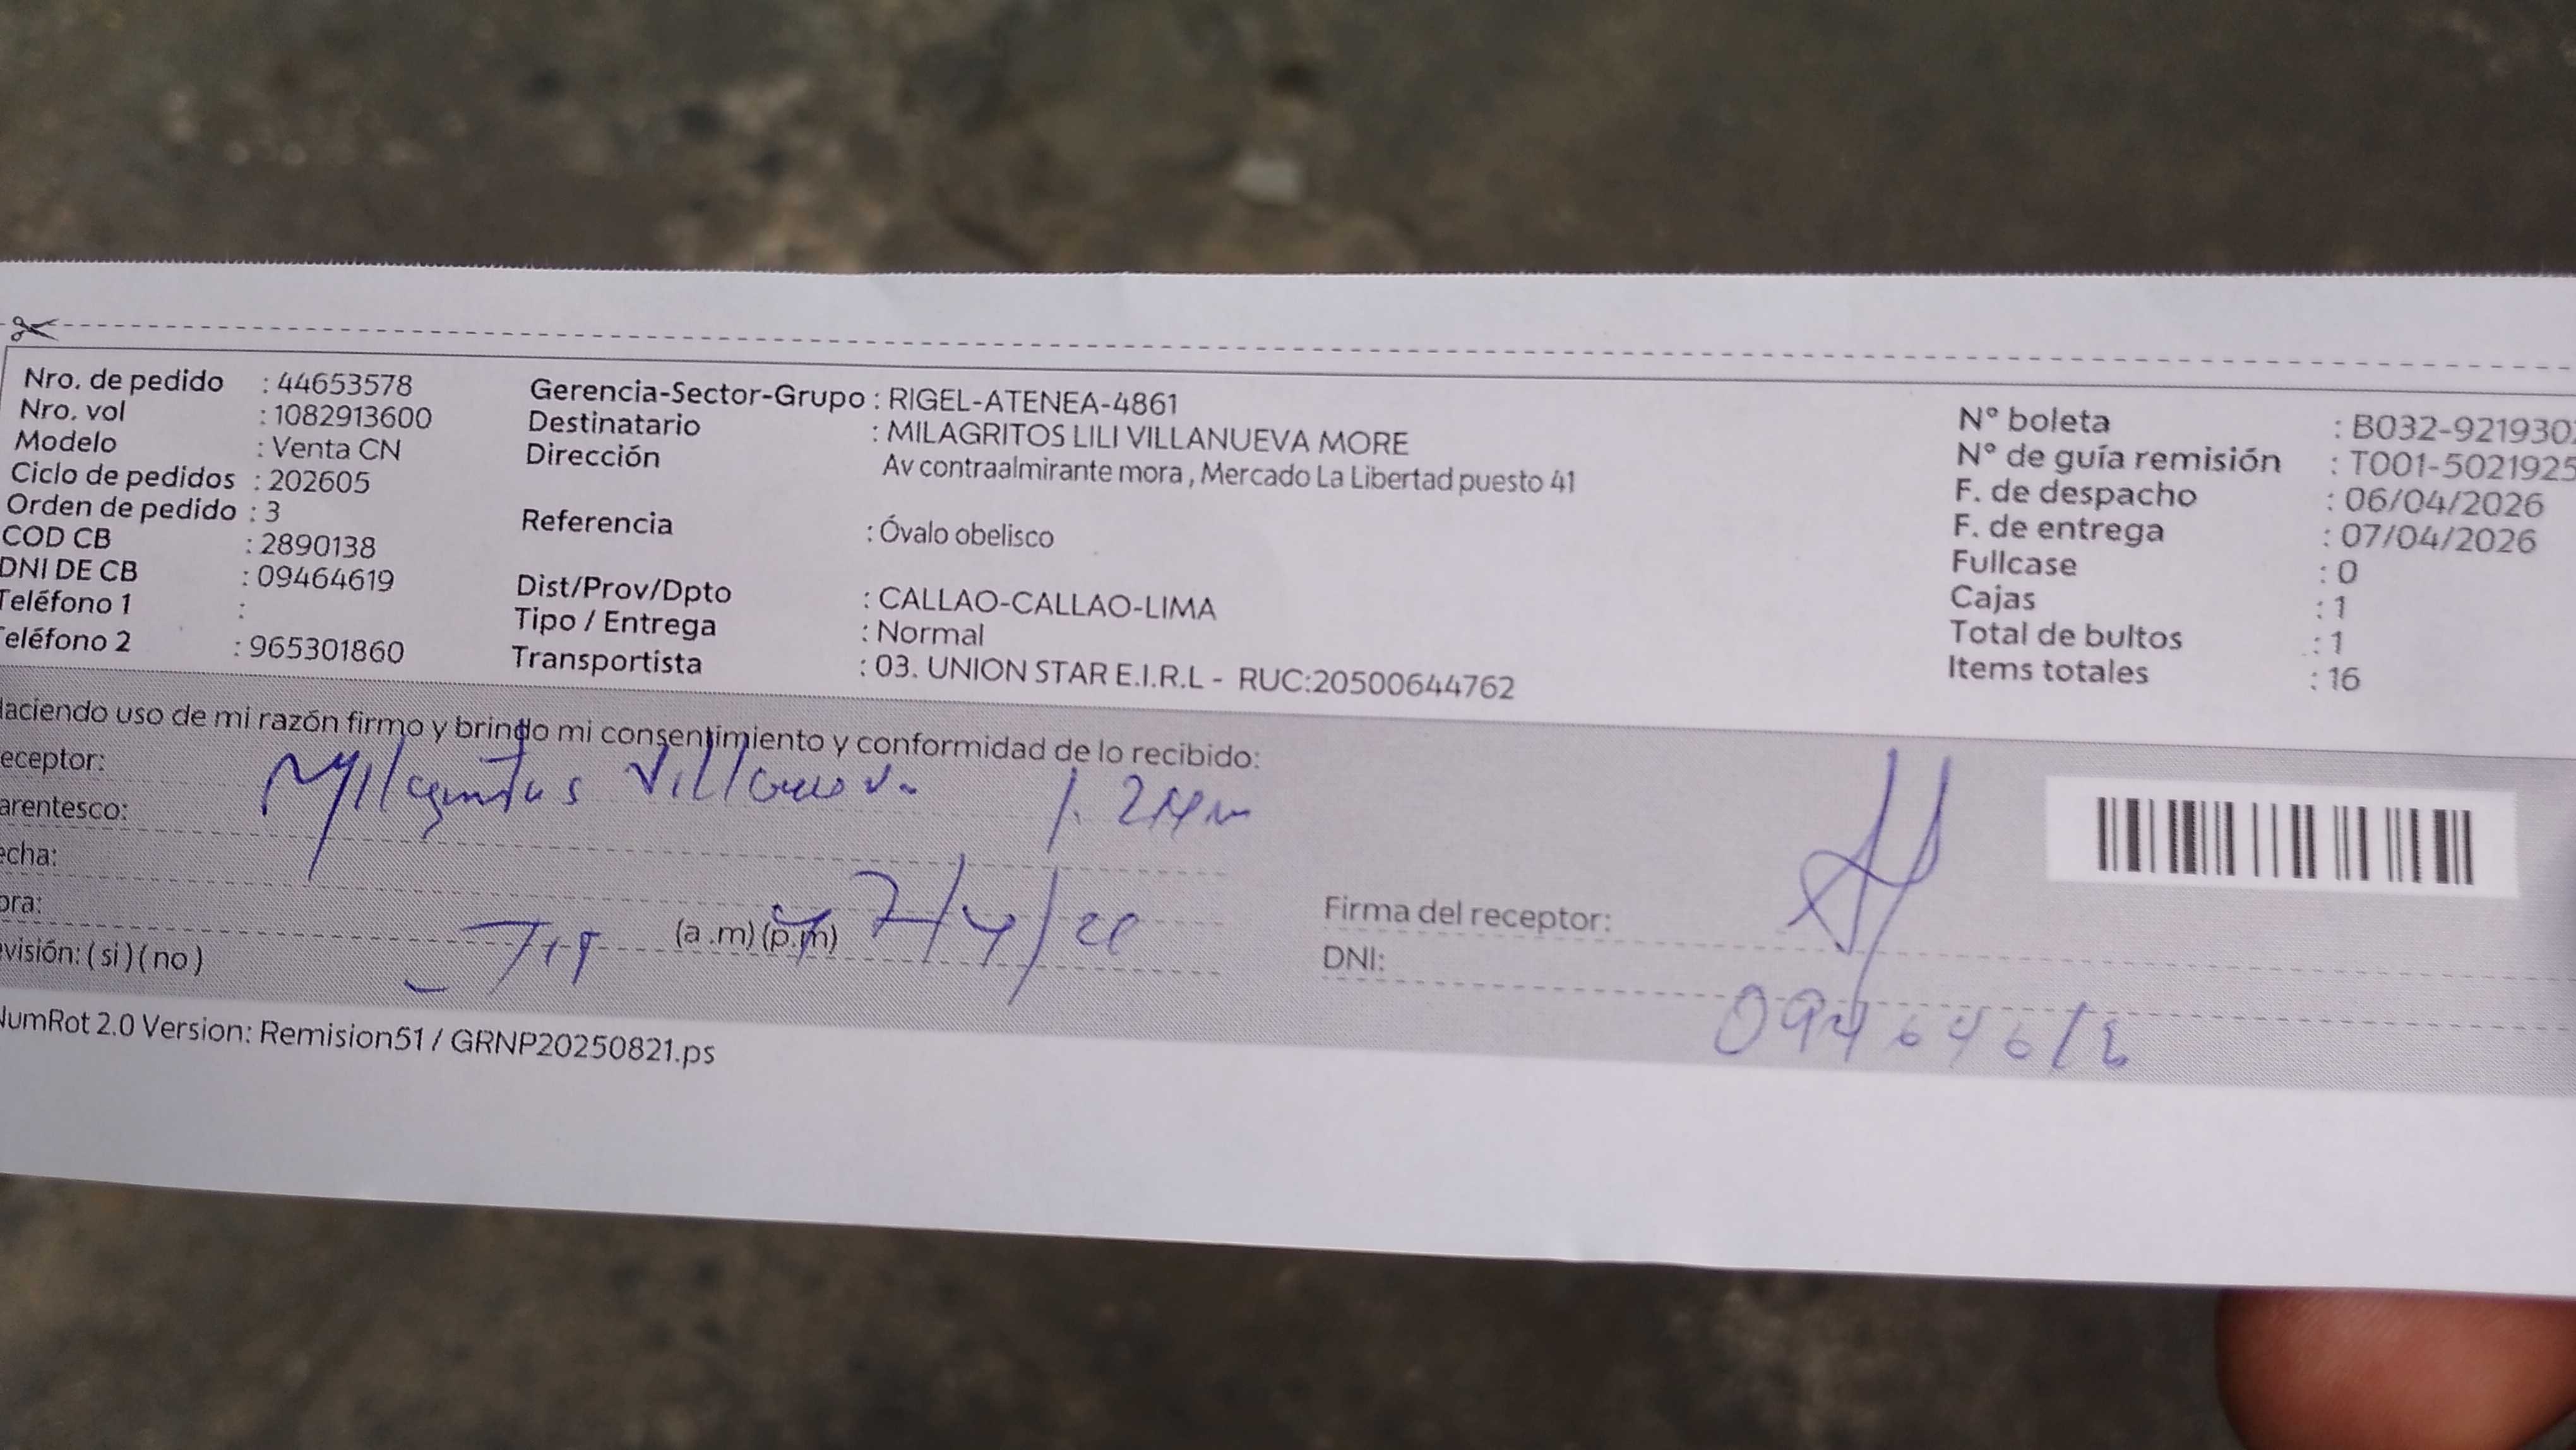 Nro. de pedido : 44653578
Nro. vol : 1082913600
Modelo : Venta CN
Ciclo de pedidos : 202605
Orden de pedido : 3
COD CB : 2890138
DNI DE CB : 09464619
Teléfono 1 :
Teléfono 2 : 965301860
Gerencia-Sector-Grupo : RIGEL-ATENEA-4861
Destinatario : MILAGRITOS LILI VILLANUEVA MORE
Dirección Av contraalmirante mora , Mercado La Libertad puesto 41
Referencia : Óvalo obelisco
Dist/Prov/Dpto : CALLAO-CALLAO-LIMA
Tipo / Entrega : Normal
Transportista : 03. UNION STAR E.I.R.L - RUC:20500644762
N° boleta : B032-921930
N° de guía remisión : T001-5021925
F. de despacho : 06/04/2026
F. de entrega : 07/04/2026
Fullcase : 0
Cajas : 1
Total de bultos : 1
Items totales : 16
Haciendo uso de mi razón firmo y brindo mi consentimiento y conformidad de lo recibido:
eceptor: Milagritos Villanueva
arentesco:
echa:
ora: (a .m) (p.m) 7/4/26
visión: ( si ) ( no )
Firma del receptor:
DNI:
NumRot 2.0 Version: Remision51 / GRNP20250821.ps